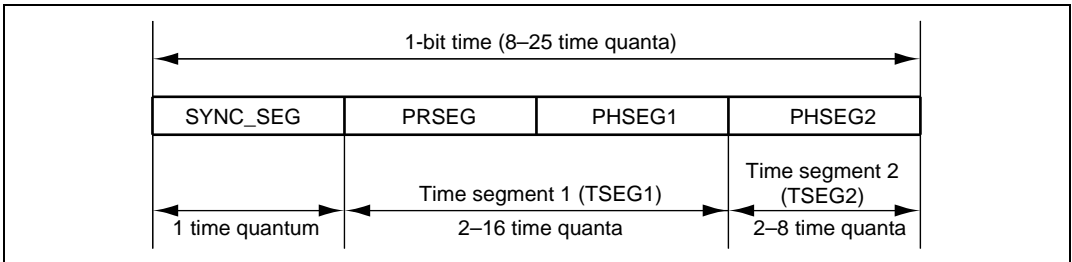 1-bit time (8–25 time quanta)
SYNC_SEG PRSEG PHSEG1 PHSEG2
Time segment 1 (TSEG1)
Time segment 2
(TSEG2)
1 time quantum 2–16 time quanta 2–8 time quanta